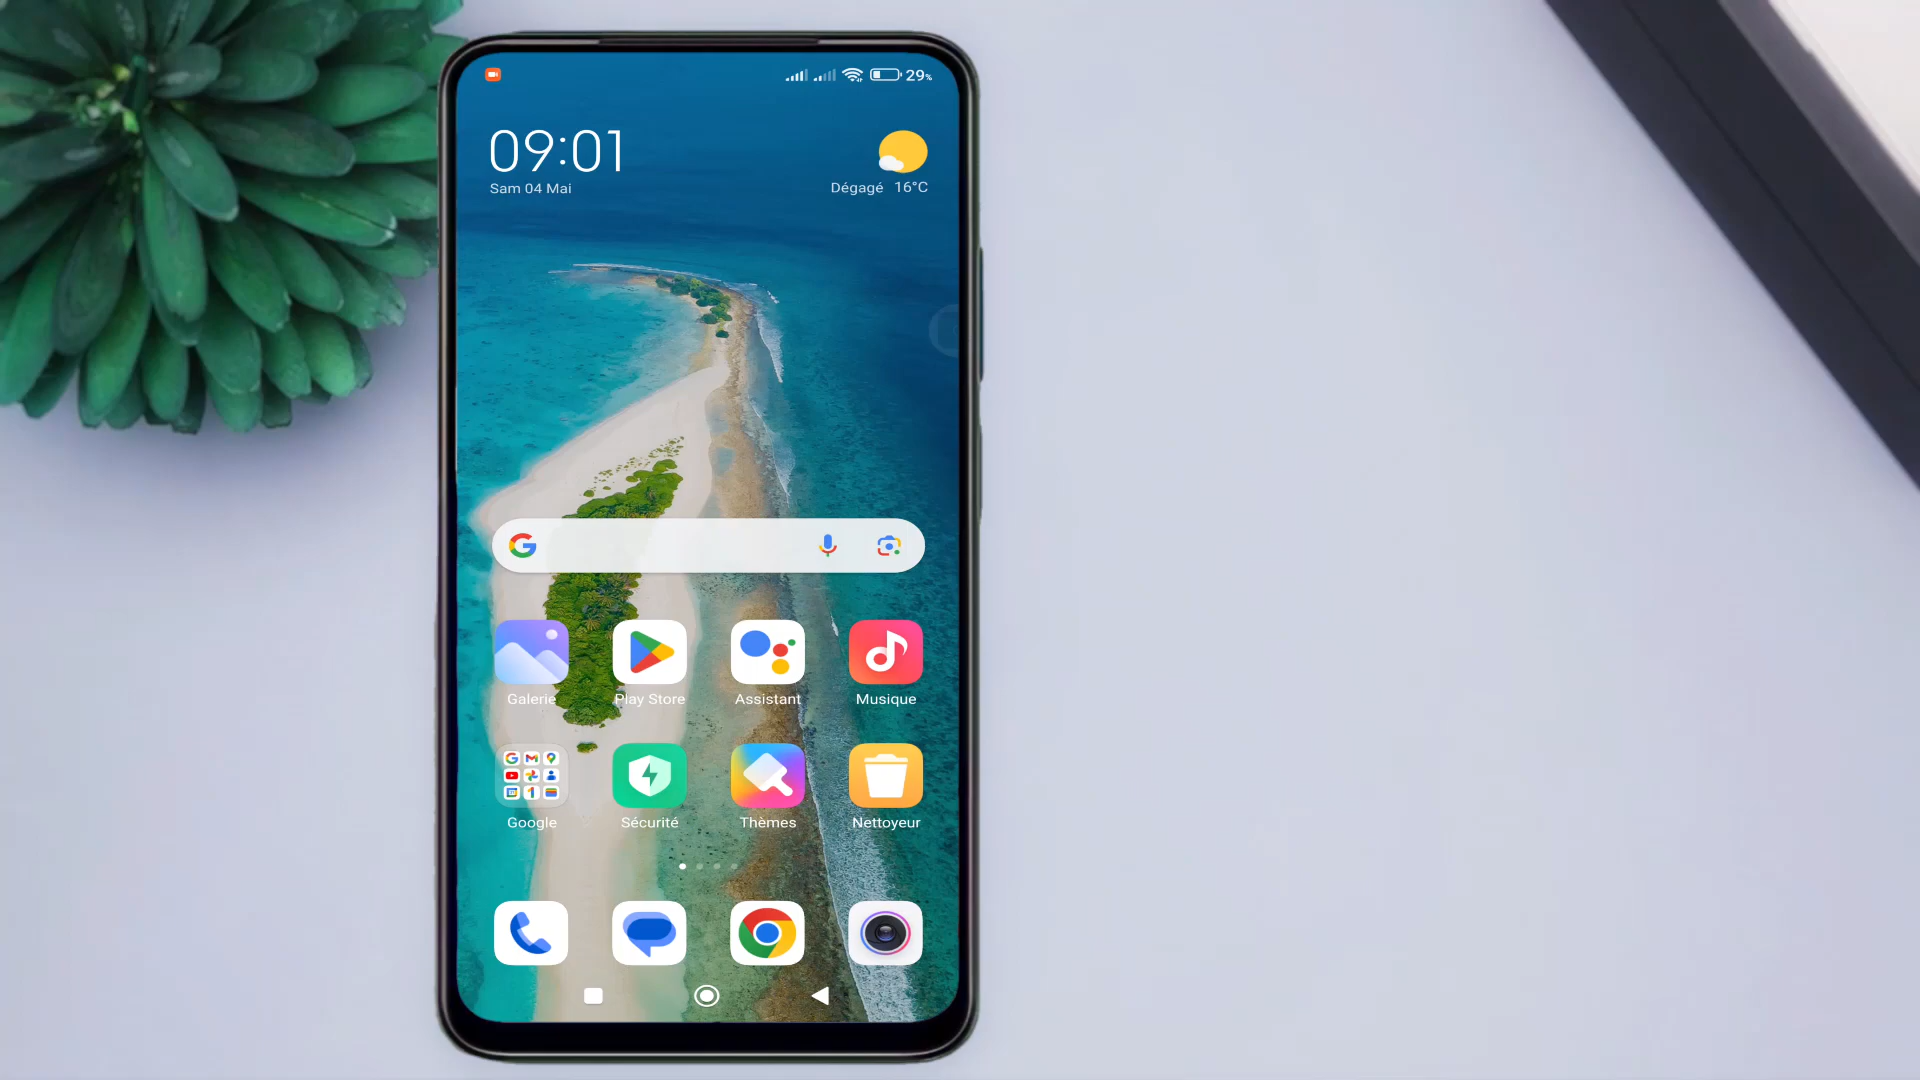 29%
09:01
Sam 04 Mai
Dégagé 16°C
Galerie
Play Store
Assistant
Musique
Google
Sécurité
Thèmes
Nettoyeur